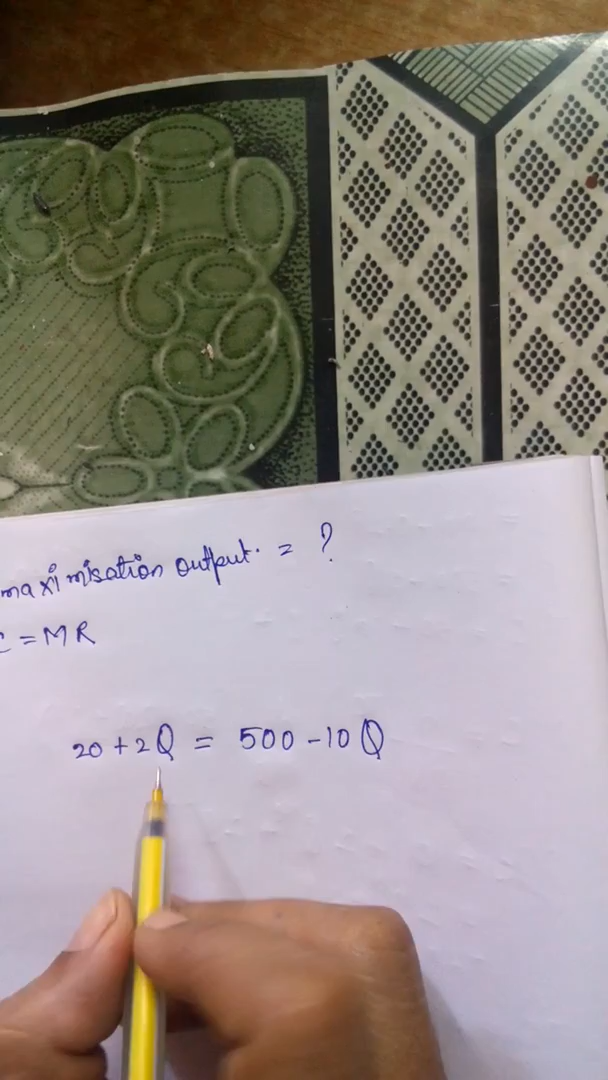 maximisation output = ?
= MR
20 + 2Q = 500 - 10Q